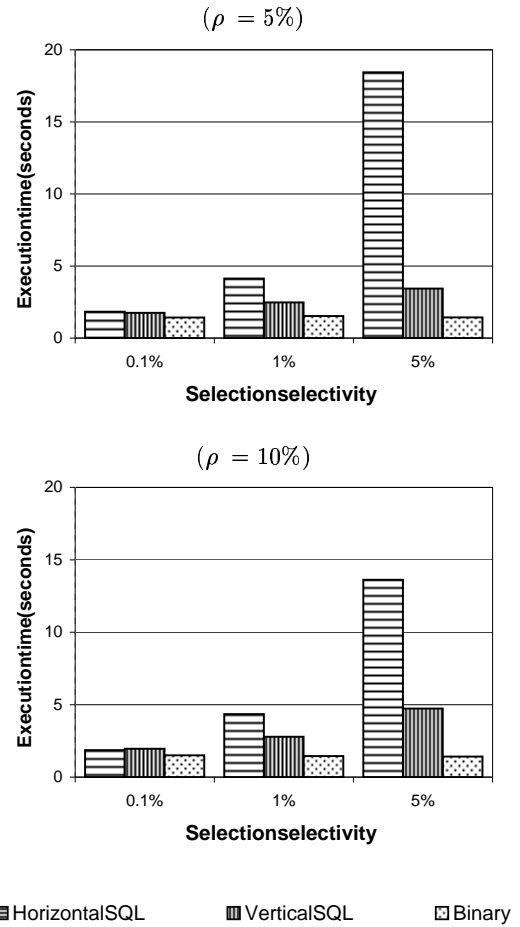 (ρ = 5%)
20
15
10
5
0
Executiontime(seconds)
0.1% 1% 5%
Selectionselectivity
(ρ = 10%)
20
15
10
5
0
Executiontime(seconds)
0.1% 1% 5%
Selectionselectivity
HorizontalSQL VerticalSQL Binary